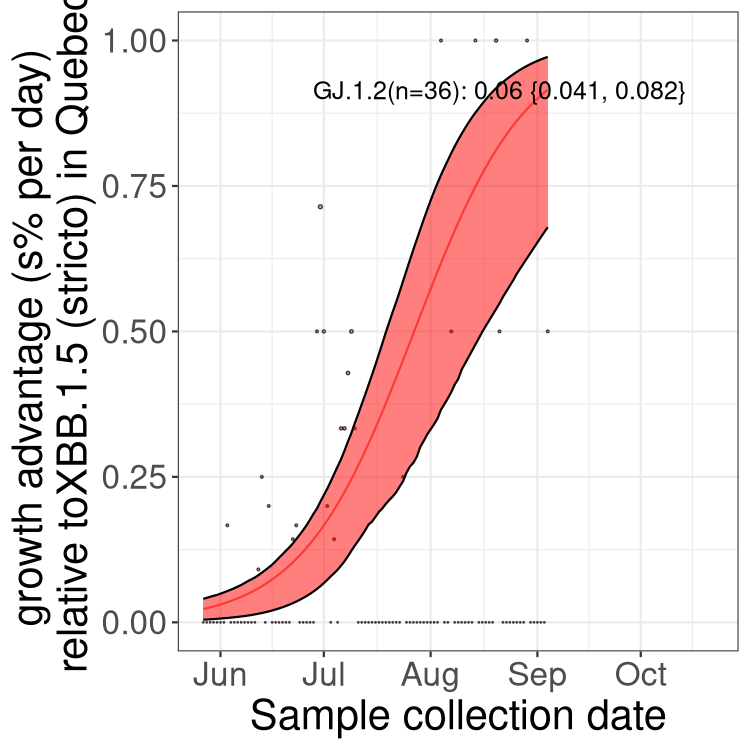 growth advantage (s% per day)
relative toXBB.1.5 (stricto) in Quebec
1.00
0.75
0.50
0.25
0.00
GJ.1.2(n=36): 0.06 {0.041, 0.082}
Jun Jul Aug Sep Oct
Sample collection date